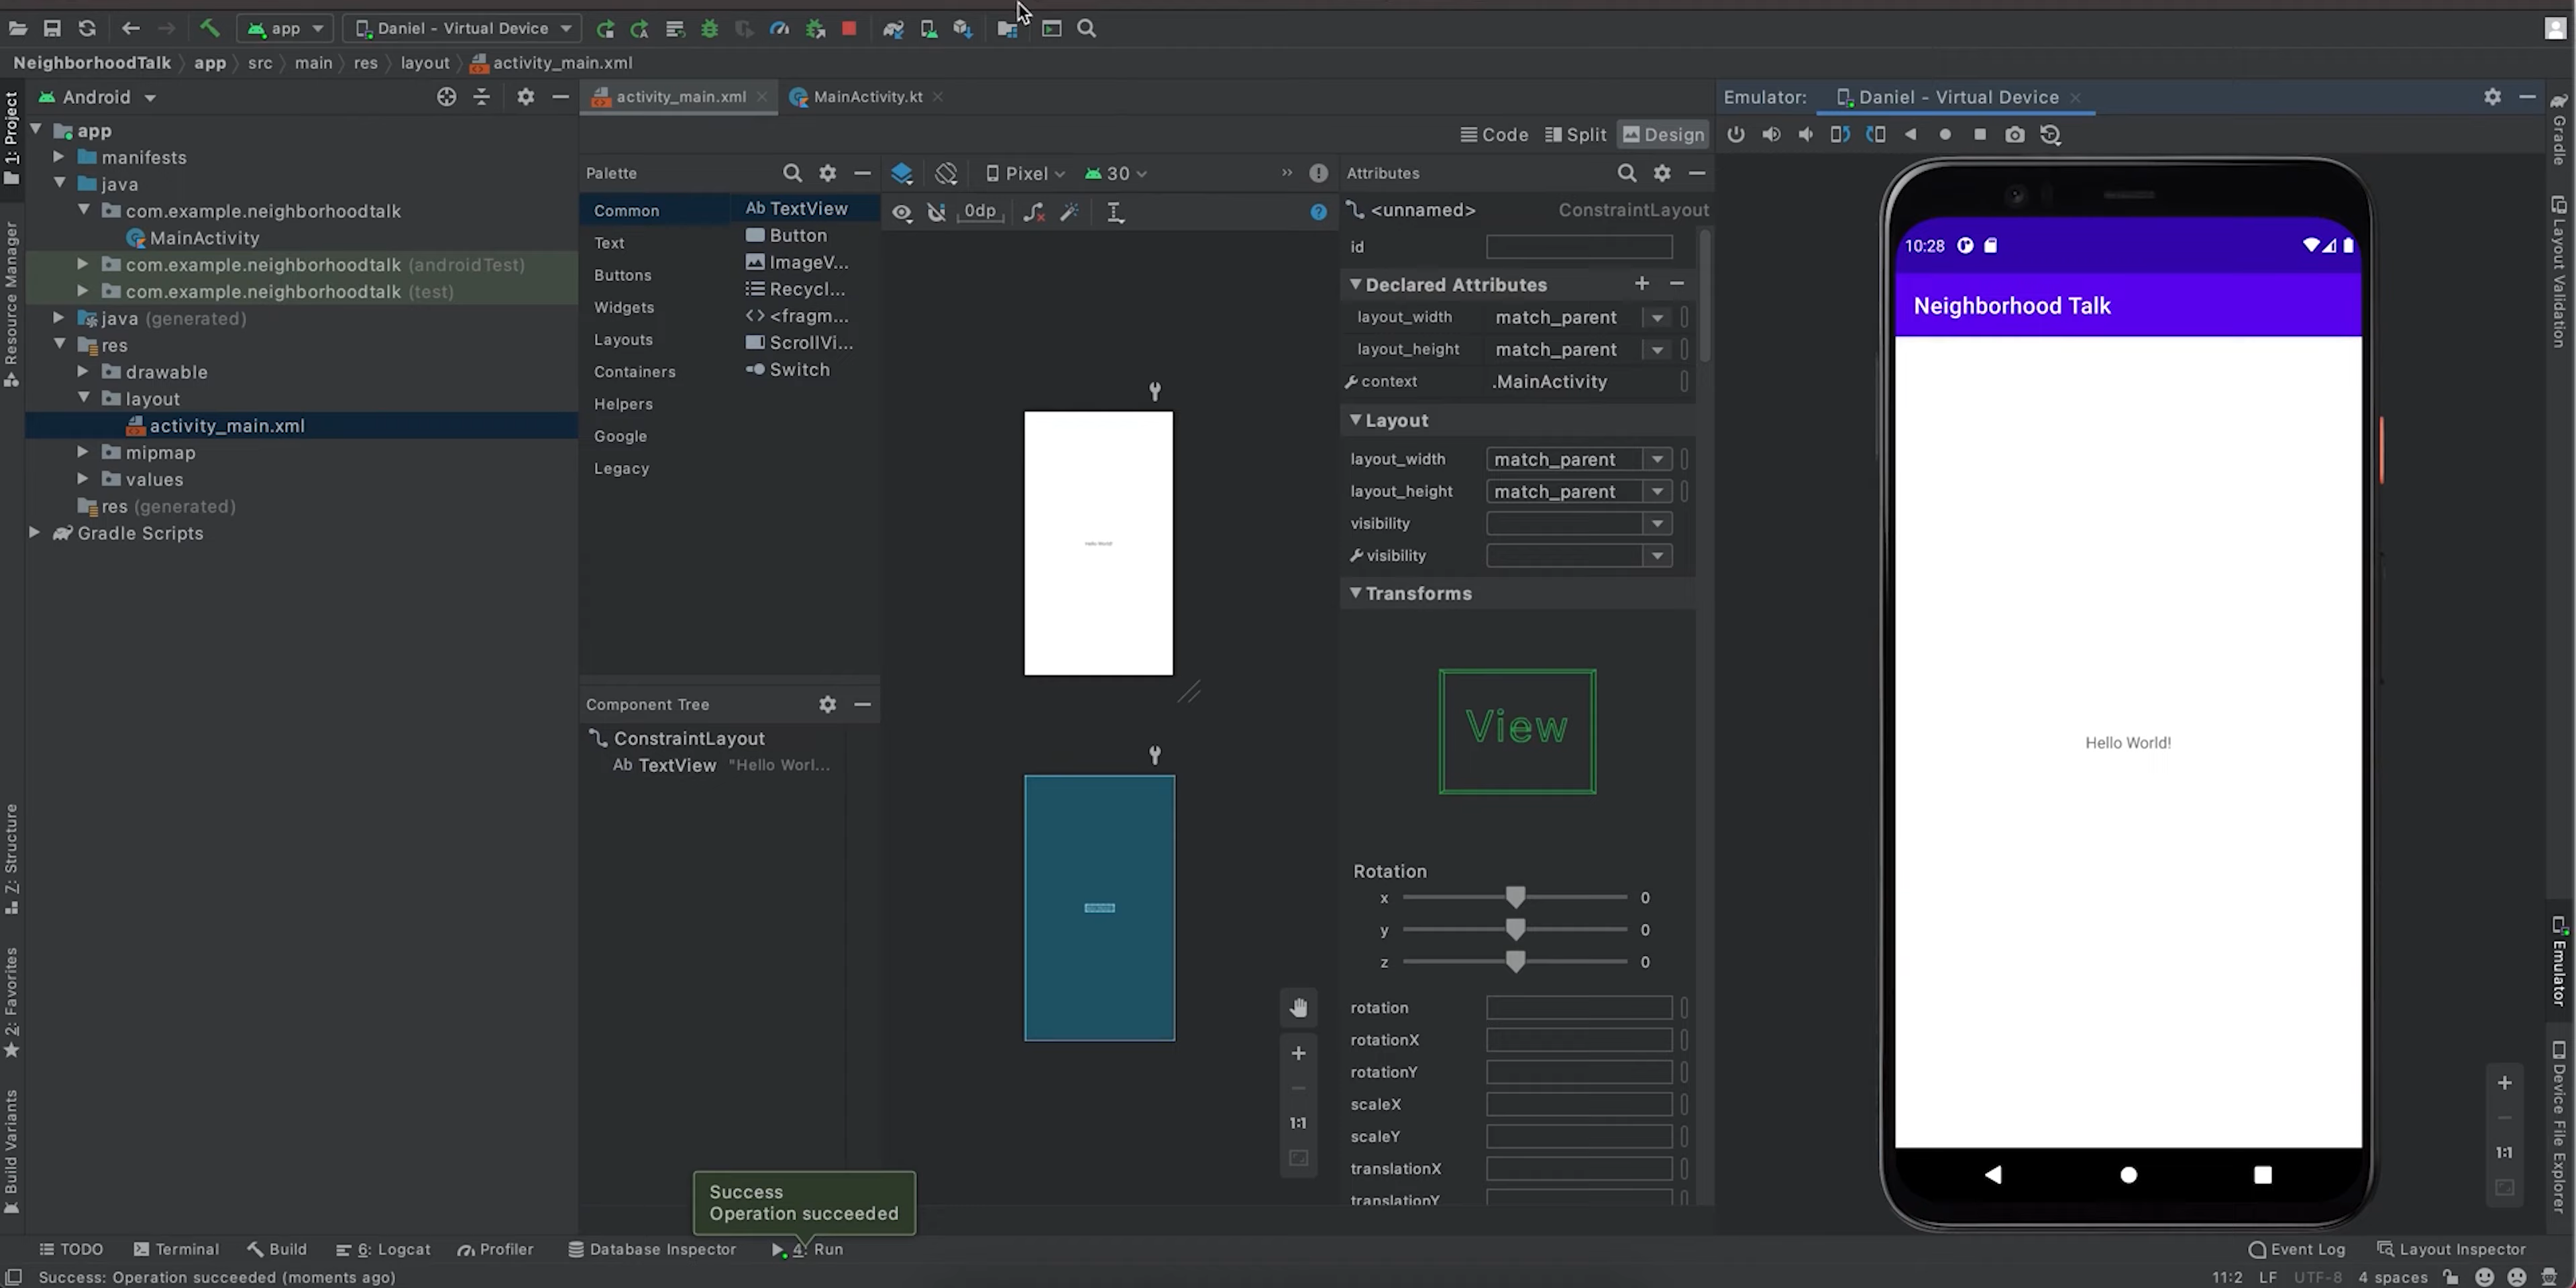 app
Daniel - Virtual Device
NeighborhoodTalk
app
src
main
res
layout
activity_main.xml
Android
activity_main.xml
MainActivity.kt
Emulator:
Daniel - Virtual Device
1: Project
Resource Manager
Z: Structure
2: Favorites
Build Variants
app
manifests
java
com.example.neighborhoodtalk
MainActivity
com.example.neighborhoodtalk (androidTest)
com.example.neighborhoodtalk (test)
java (generated)
res
drawable
layout
activity_main.xml
mipmap
values
res (generated)
Gradle Scripts
Code
Split
Design
Palette
Common
Text
Buttons
Widgets
Layouts
Containers
Helpers
Google
Legacy
Ab TextView
Button
ImageV...
Recycl...
<> <fragm...
ScrollVi...
Switch
Pixel
30
»
0dp
Hello World!
1:1
Component Tree
ConstraintLayout
Ab TextView "Hello Worl...
Attributes
<unnamed>
ConstraintLayout
id
Declared Attributes
layout_width match_parent
layout_height match_parent
context .MainActivity
Layout
layout_width match_parent
layout_height match_parent
visibility
visibility
Transforms
View
Rotation
x 0
y 0
z 0
rotation
rotationX
rotationY
scaleX
scaleY
translationX
translationY
10:28
Neighborhood Talk
Hello World!
1:1
Gradle
Layout Validation
Emulator
Device File Explorer
Success
Operation succeeded
TODO
Terminal
Build
6: Logcat
Profiler
Database Inspector
4: Run
Event Log
Layout Inspector
Success: Operation succeeded (moments ago)
11:2 LF UTF-8 4 spaces